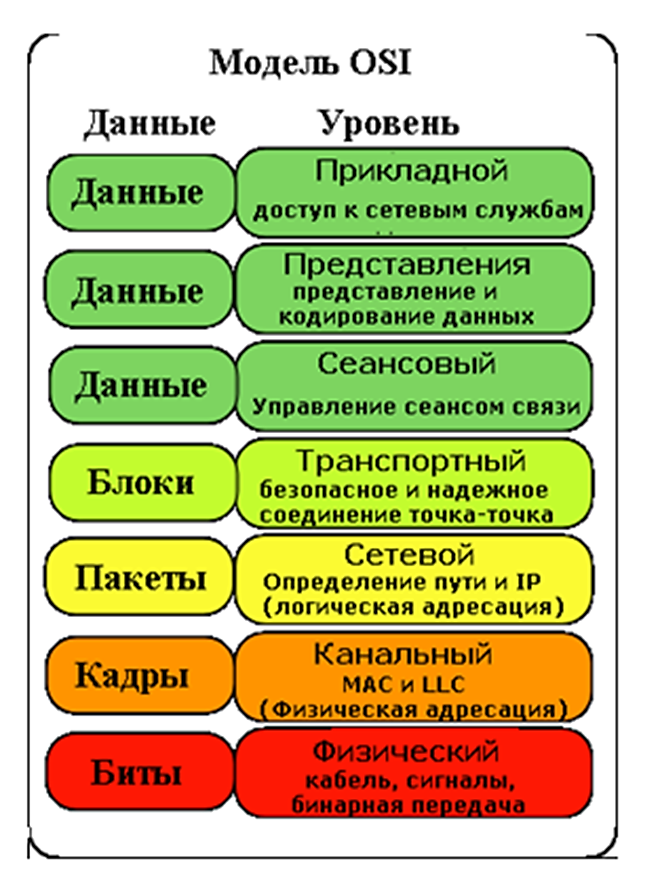 Модель OSI
Данные Уровень
Данные
Прикладной
доступ к сетевым службам
Данные
Представления
представление и
кодирование данных
Данные
Сеансовый
Управление сеансом связи
Блоки
Транспортный
безопасное и надежное
соединение точка-точка
Пакеты
Сетевой
Определение пути и IP
(логическая адресация)
Кадры
Канальный
MAC и LLC
(Физическая адресация)
Биты
Физический
кабель, сигналы,
бинарная передача